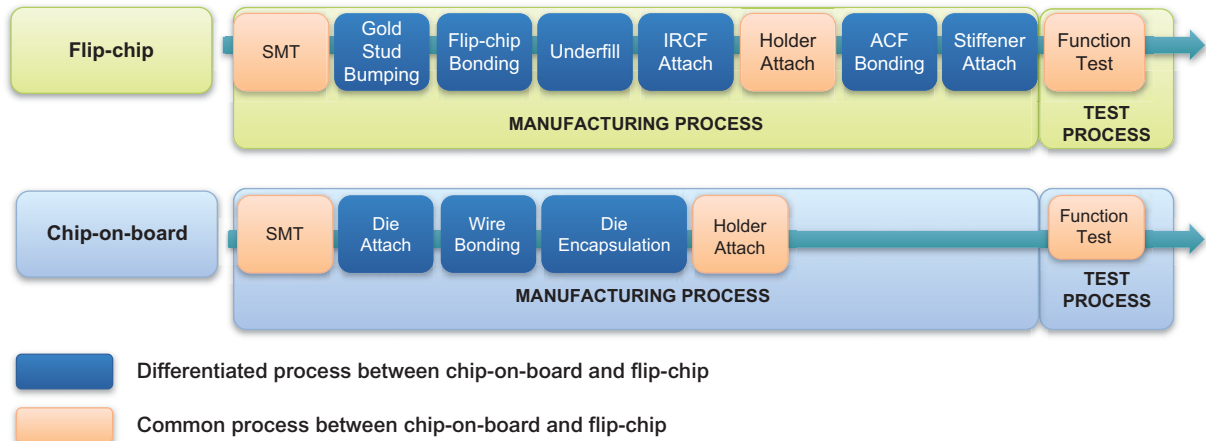 Flip-chip
SMT
Gold
Stud
Bumping
Flip-chip
Bonding
Underfill
IRCF
Attach
Holder
Attach
ACF
Bonding
Stiffener
Attach
Function
Test
MANUFACTURING PROCESS
TEST
PROCESS
Chip-on-board
SMT
Die
Attach
Wire
Bonding
Die
Encapsulation
Holder
Attach
Function
Test
MANUFACTURING PROCESS
TEST
PROCESS
Differentiated process between chip-on-board and flip-chip
Common process between chip-on-board and flip-chip